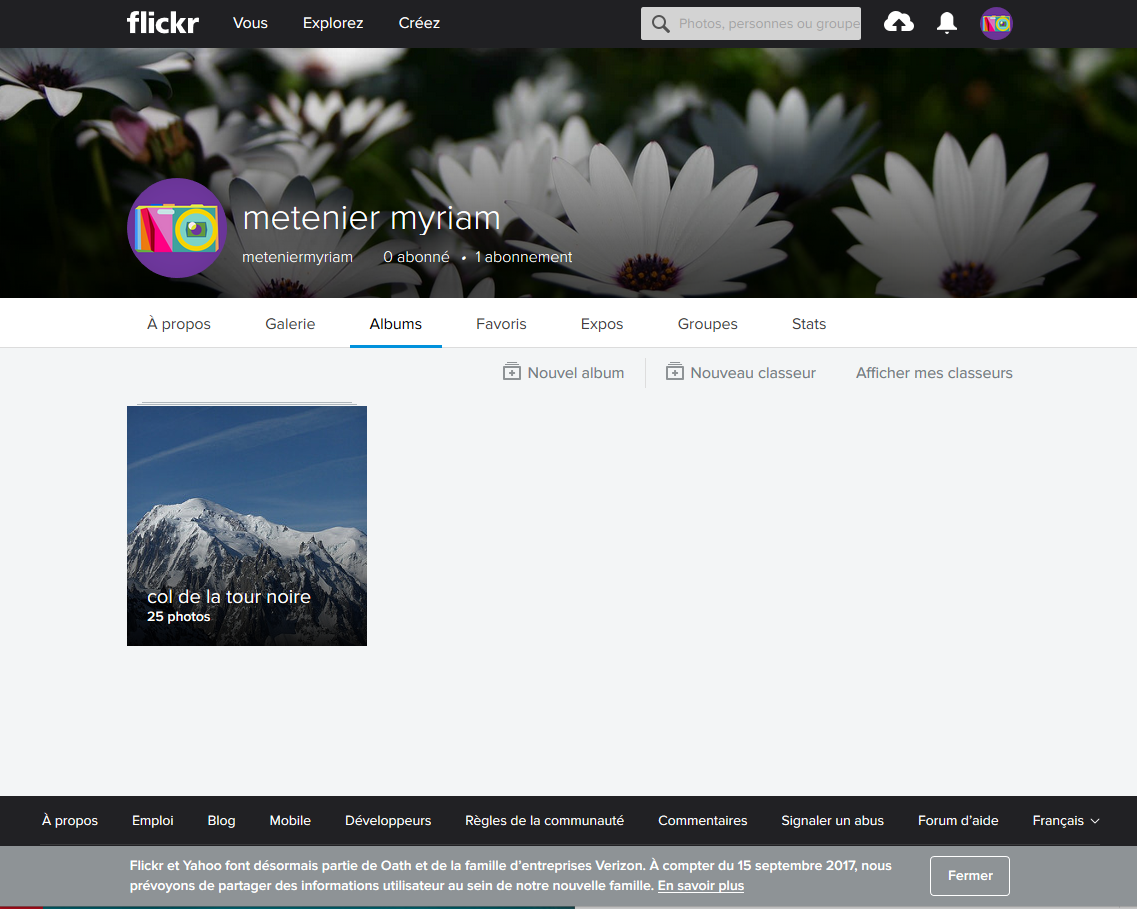 flickr Vous Explorez Créez Photos, personnes ou groupe
metenier myriam
meteniermyriam 0 abonné • 1 abonnement
À propos Galerie Albums Favoris Expos Groupes Stats
Nouvel album Nouveau classeur Afficher mes classeurs
col de la tour noire
25 photos
À propos Emploi Blog Mobile Développeurs Règles de la communauté Commentaires Signaler un abus Forum d'aide Français
Flickr et Yahoo font désormais partie de Oath et de la famille d'entreprises Verizon. À compter du 15 septembre 2017, nous
prévoyons de partager des informations utilisateur au sein de notre nouvelle famille. En savoir plus
Fermer